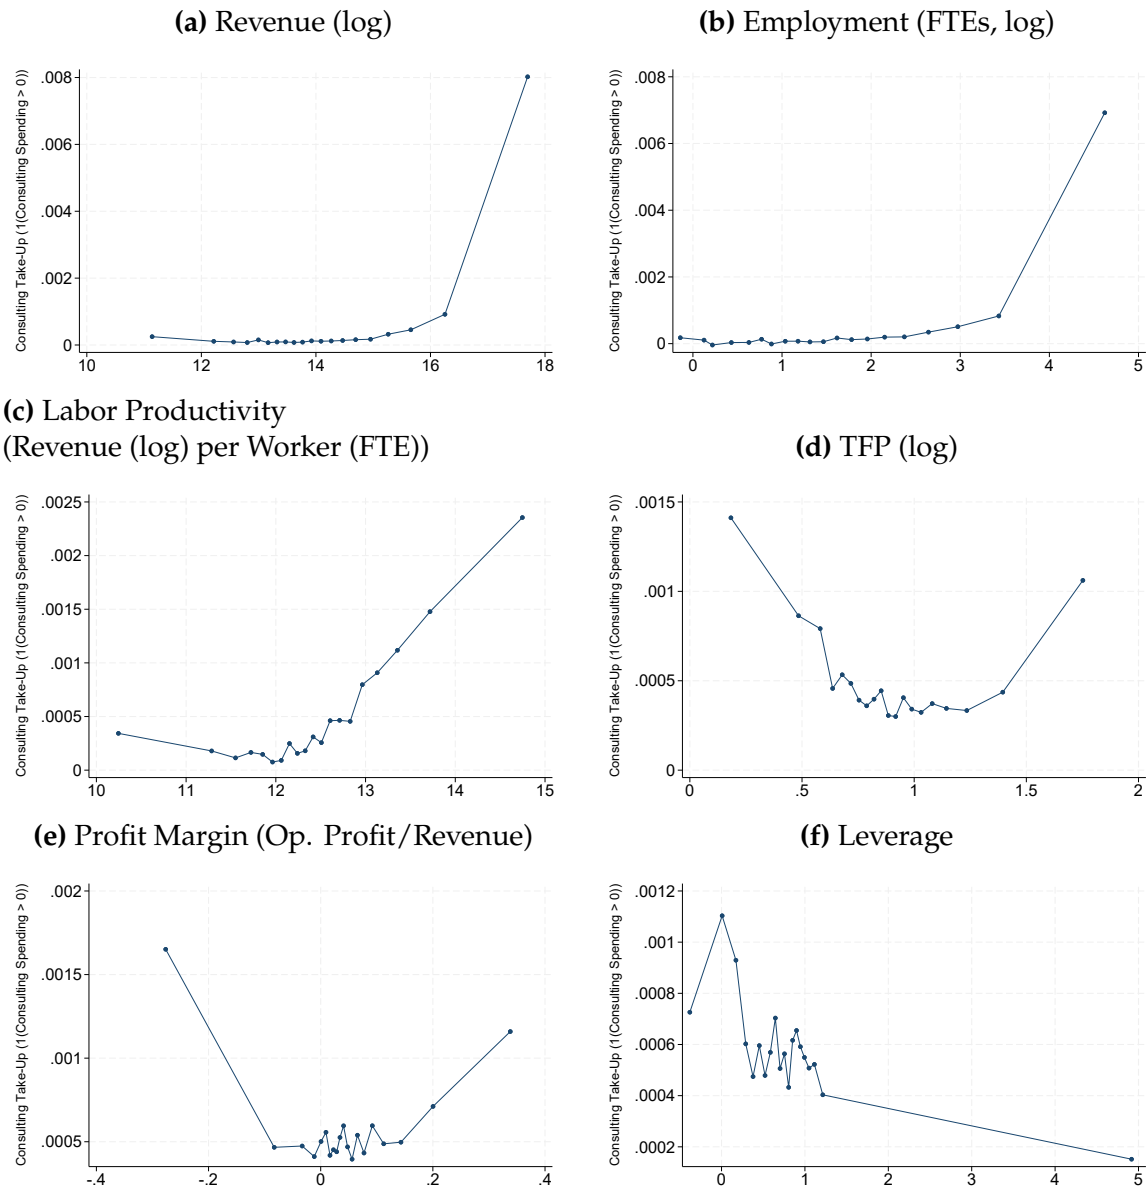 (a) Revenue (log)
Consulting Take-Up (1(Consulting Spending > 0))
.008
.006
.004
.002
0
10 12 14 16 18
(b) Employment (FTEs, log)
Consulting Take-Up (1(Consulting Spending > 0))
.008
.006
.004
.002
0
0 1 2 3 4 5
(c) Labor Productivity
(Revenue (log) per Worker (FTE))
Consulting Take-Up (1(Consulting Spending > 0))
.0025
.002
.0015
.001
.0005
0
10 11 12 13 14 15
(d) TFP (log)
Consulting Take-Up (1(Consulting Spending > 0))
.0015
.001
.0005
0
0 .5 1 1.5 2
(e) Profit Margin (Op. Profit/Revenue)
Consulting Take-Up (1(Consulting Spending > 0))
.002
.0015
.001
.0005
-.4 -.2 0 .2 .4
(f) Leverage
Consulting Take-Up (1(Consulting Spending > 0))
.0012
.001
.0008
.0006
.0004
.0002
0 1 2 3 4 5